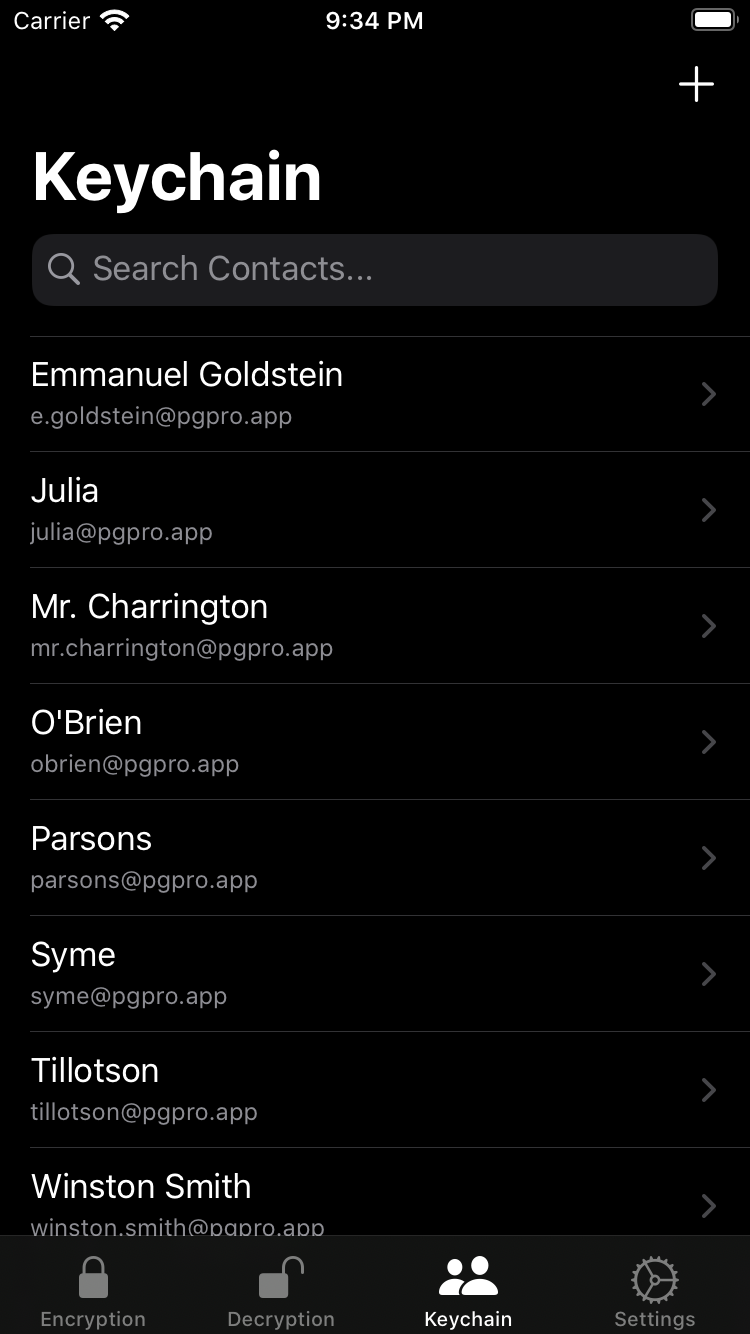 Carrier 9:34 PM
Keychain
Search Contacts...
Emmanuel Goldstein
e.goldstein@pgpro.app
Julia
julia@pgpro.app
Mr. Charrington
mr.charrington@pgpro.app
O'Brien
obrien@pgpro.app
Parsons
parsons@pgpro.app
Syme
syme@pgpro.app
Tillotson
tillotson@pgpro.app
Winston Smith
winston.smith@pgpro.app
Encryption Decryption Keychain Settings